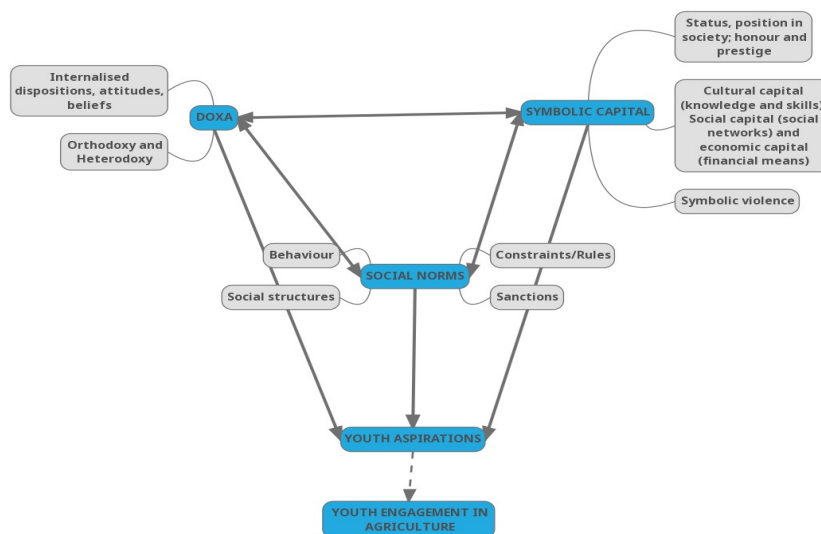 Status, position in
society; honour and
prestige
Internalised
dispositions, attitudes,
beliefs
Cultural capital
(knowledge and skills)
Social capital (social
networks) and
economic capital
(financial means)
DOXA
SYMBOLIC CAPITAL
Orthodoxy and
Heterodoxy
Symbolic violence
Behaviour
Constraints/Rules
SOCIAL NORMS
Social structures
Sanctions
YOUTH ASPIRATIONS
YOUTH ENGAGEMENT IN
AGRICULTURE